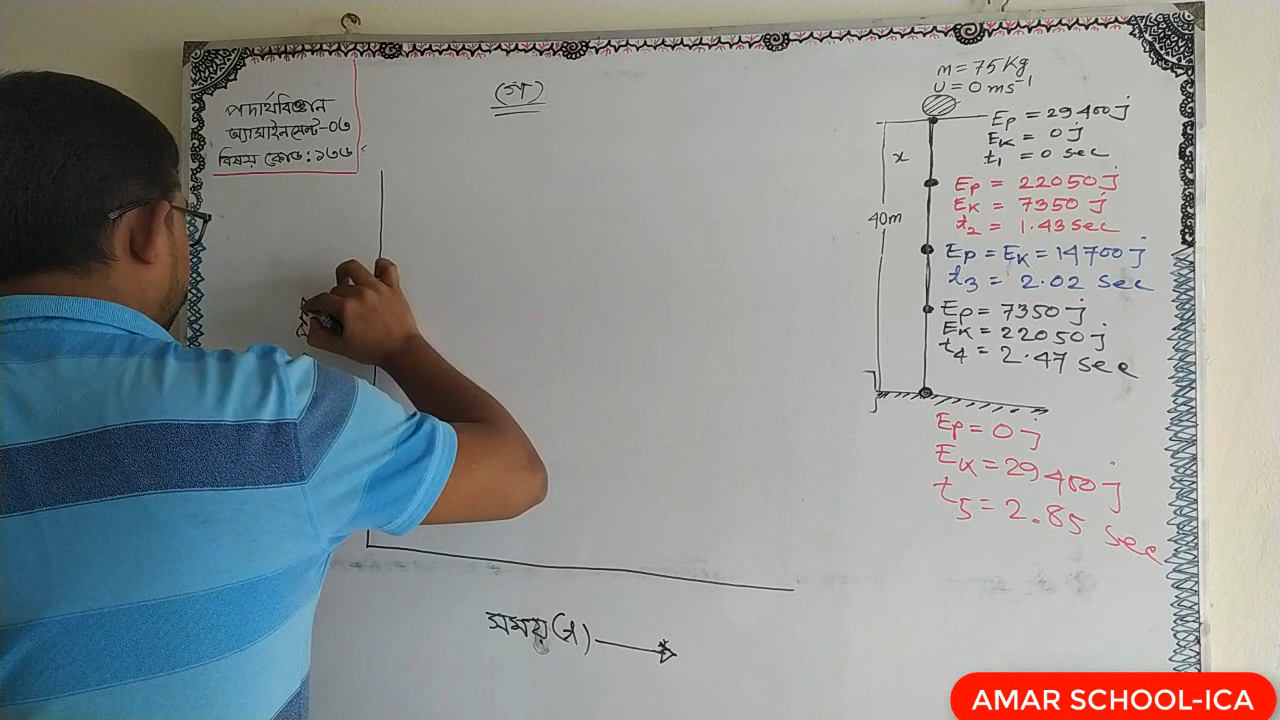 পদার্থবিজ্ঞান
অ্যাসাইনমেন্ট-০৩
বিষয় কোড: ১৩৬
(গ)
m = 75 Kg
U = 0 ms⁻¹
Ep = 29400 j
Ek = 0 j
t₁ = 0 sec
x
Ep = 22050 j
Ek = 7350 j
t₂ = 1.43 sec
40m
Ep = Ek = 14700 j
t₃ = 2.02 sec
Ep = 7350 j
Ek = 22050 j
t₄ = 2.47 sec
Ep = 0 j
Ek = 29400 j
t₅ = 2.85 sec
সময়
AMAR SCHOOL-ICA